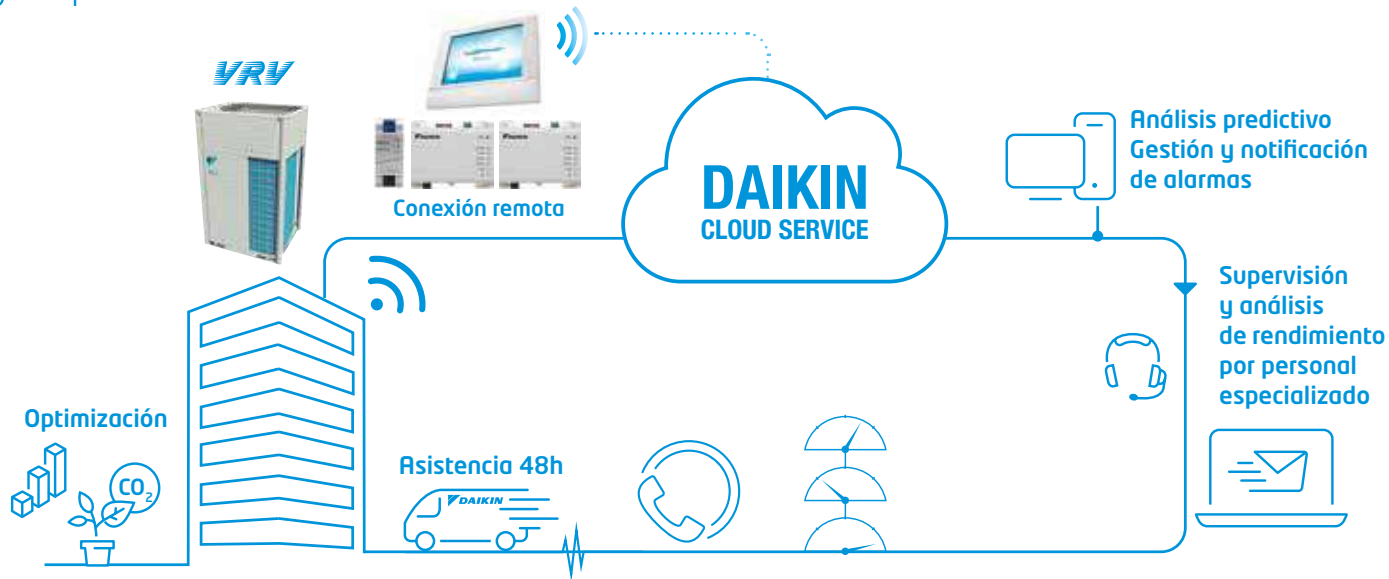 VRV
Conexión remota
DAIKIN
CLOUD SERVICE
Análisis predictivo
Gestión y notificación
de alarmas
Supervisión
y análisis
de rendimiento
por personal
especializado
Optimización
CO₂
Asistencia 48h
DAIKIN